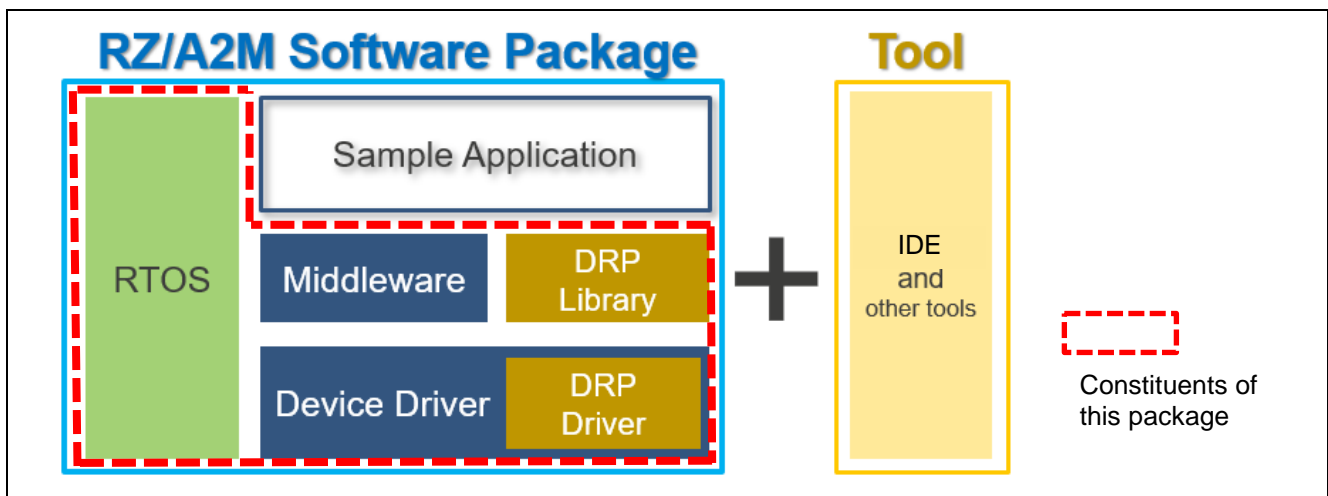 RZ/A2M Software Package
Tool
RTOS
Sample Application
Middleware
DRP
Library
Device Driver
DRP
Driver
+
IDE
and
other tools
Constituents of
this package